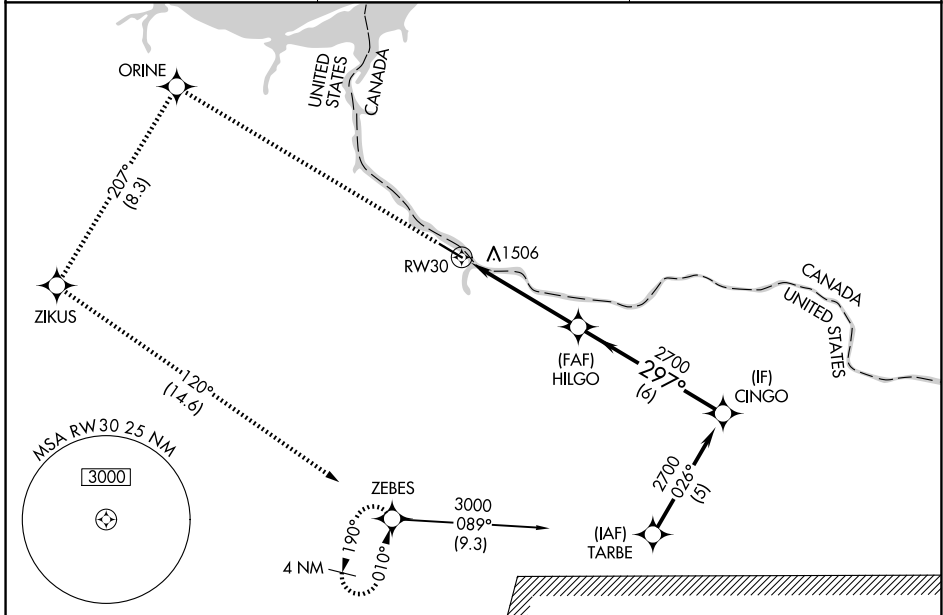 ORINE
UNITED
STATES
CANADA
207°
(8.3)
RW30
1506
ZIKUS
CANADA
UNITED
STATES
(FAF)
HILGO
2700
297°
(6)
(IF)
CINGO
120°
(14.6)
MSA RW30 25 NM
3000
2700
026°
(5)
ZEBES
3000
089°
(9.3)
190°
010°
4 NM
(IAF)
TARBE